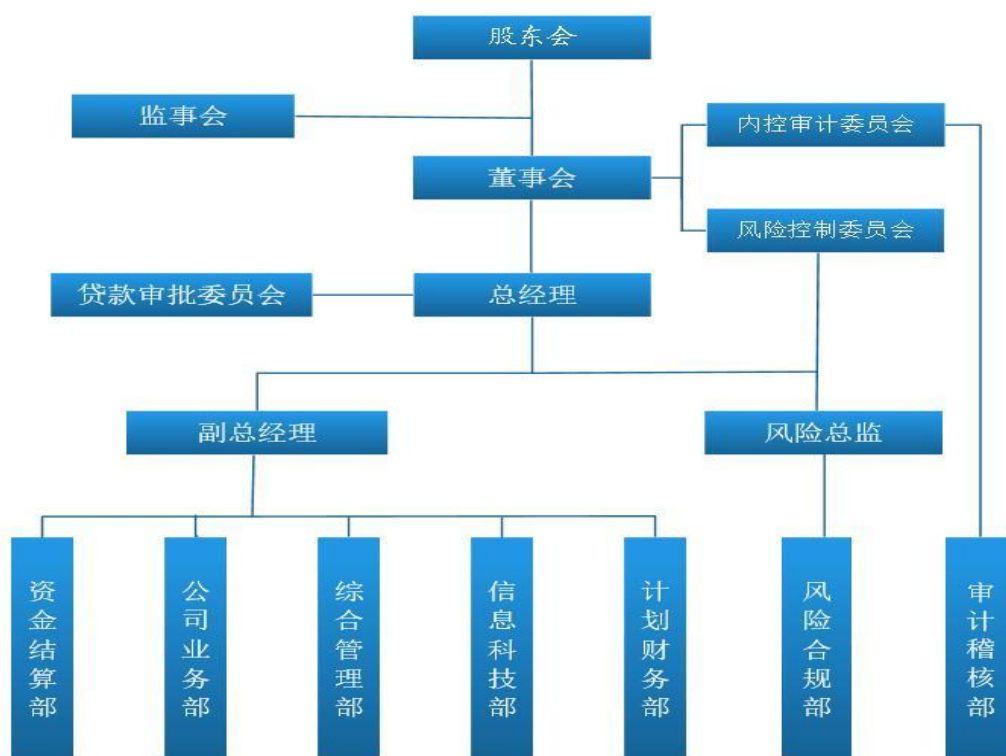 股东会
监事会
内控审计委员会
董事会
风险控制委员会
贷款审批委员会
总经理
副总经理
风险总监
资金结算部
公司业务部
综合管理部
信息科技部
计划财务部
风险合规部
审计稽核部